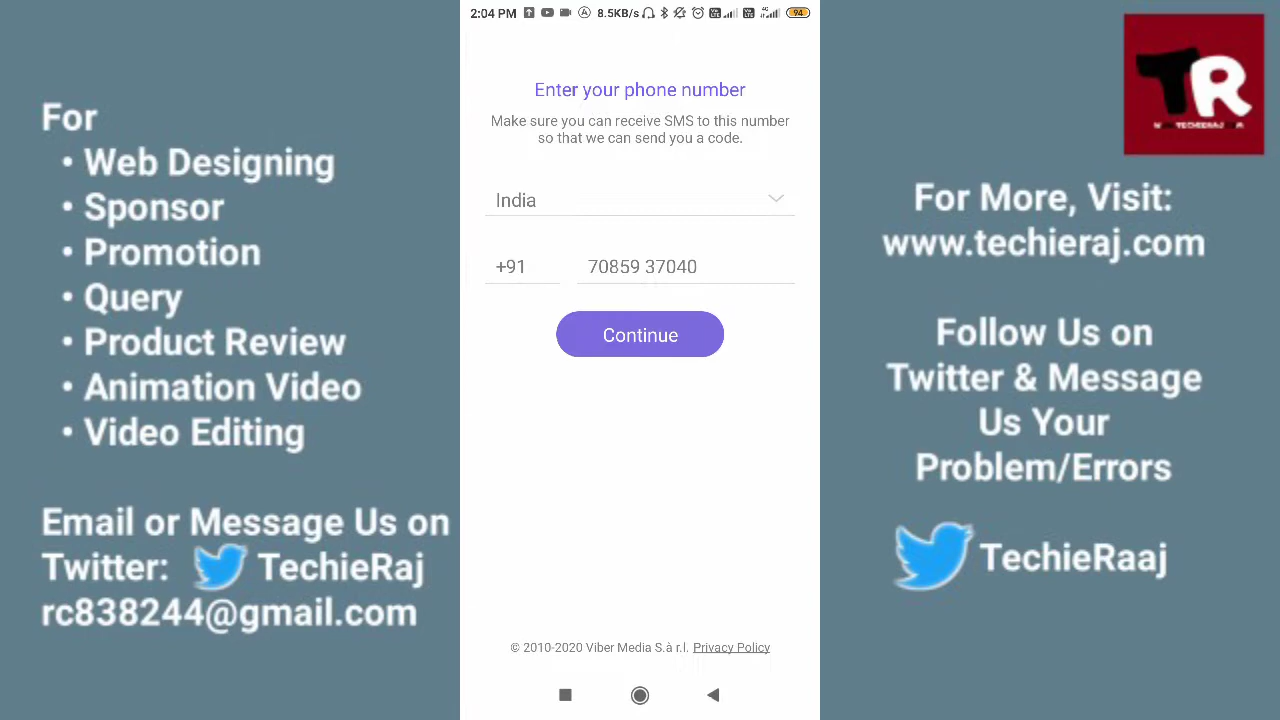 For
• Web Designing
• Sponsor
• Promotion
• Query
• Product Review
• Animation Video
• Video Editing
Email or Message Us on
Twitter: TechieRaj
rc838244@gmail.com
2:04 PM 8.5KB/s 94
Enter your phone number
Make sure you can receive SMS to this number
so that we can send you a code.
India
+91 70859 37040
Continue
© 2010-2020 Viber Media S.à r.l. Privacy Policy
TR
For More, Visit:
www.techieraj.com
Follow Us on
Twitter & Message
Us Your
Problem/Errors
TechieRaaj